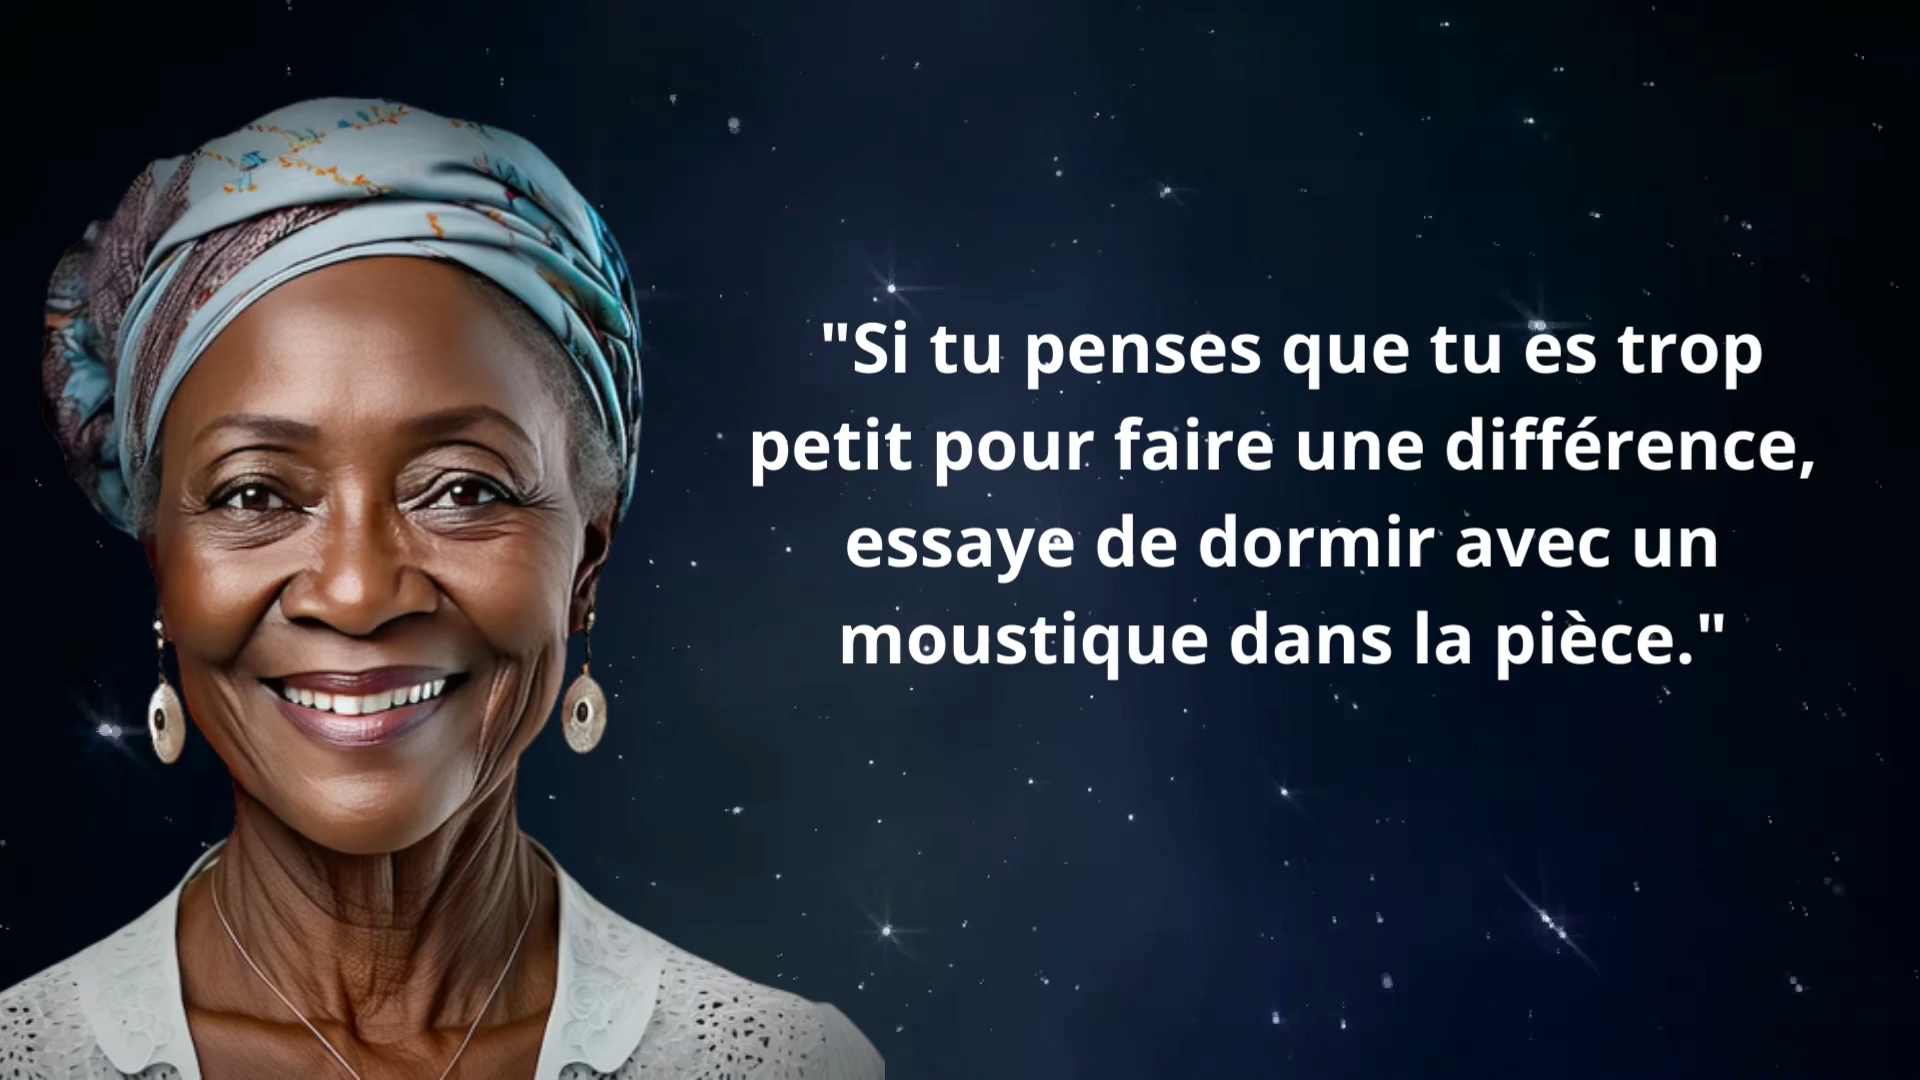 "Si tu penses que tu es trop
petit pour faire une différence,
essaye de dormir avec un
moustique dans la pièce."